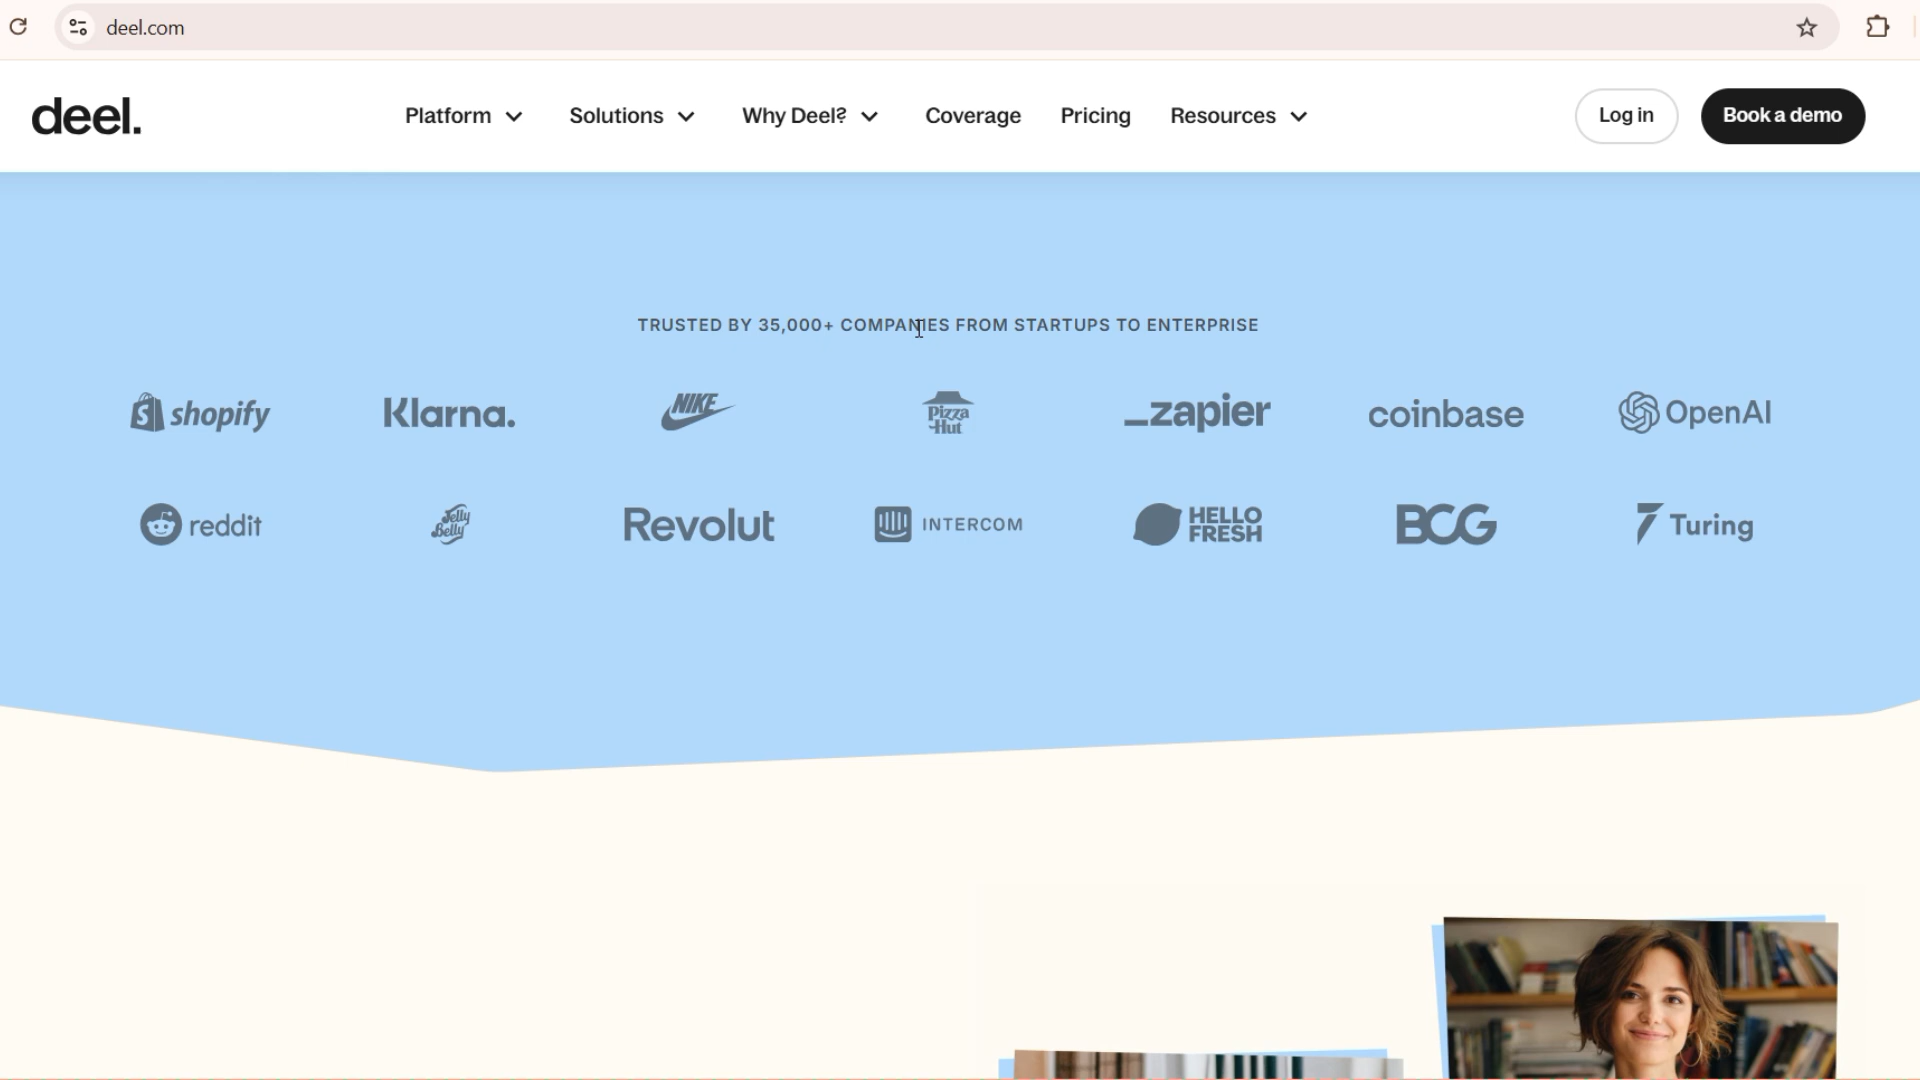 deel.com
deel. Platform Solutions Why Deel? Coverage Pricing Resources Log in Book a demo
TRUSTED BY 35,000+ COMPANIES FROM STARTUPS TO ENTERPRISE
shopify Klarna. NIKE Pizza Hut _zapier coinbase OpenAI
reddit Jelly Belly Revolut INTERCOM HELLO FRESH BCG Turing